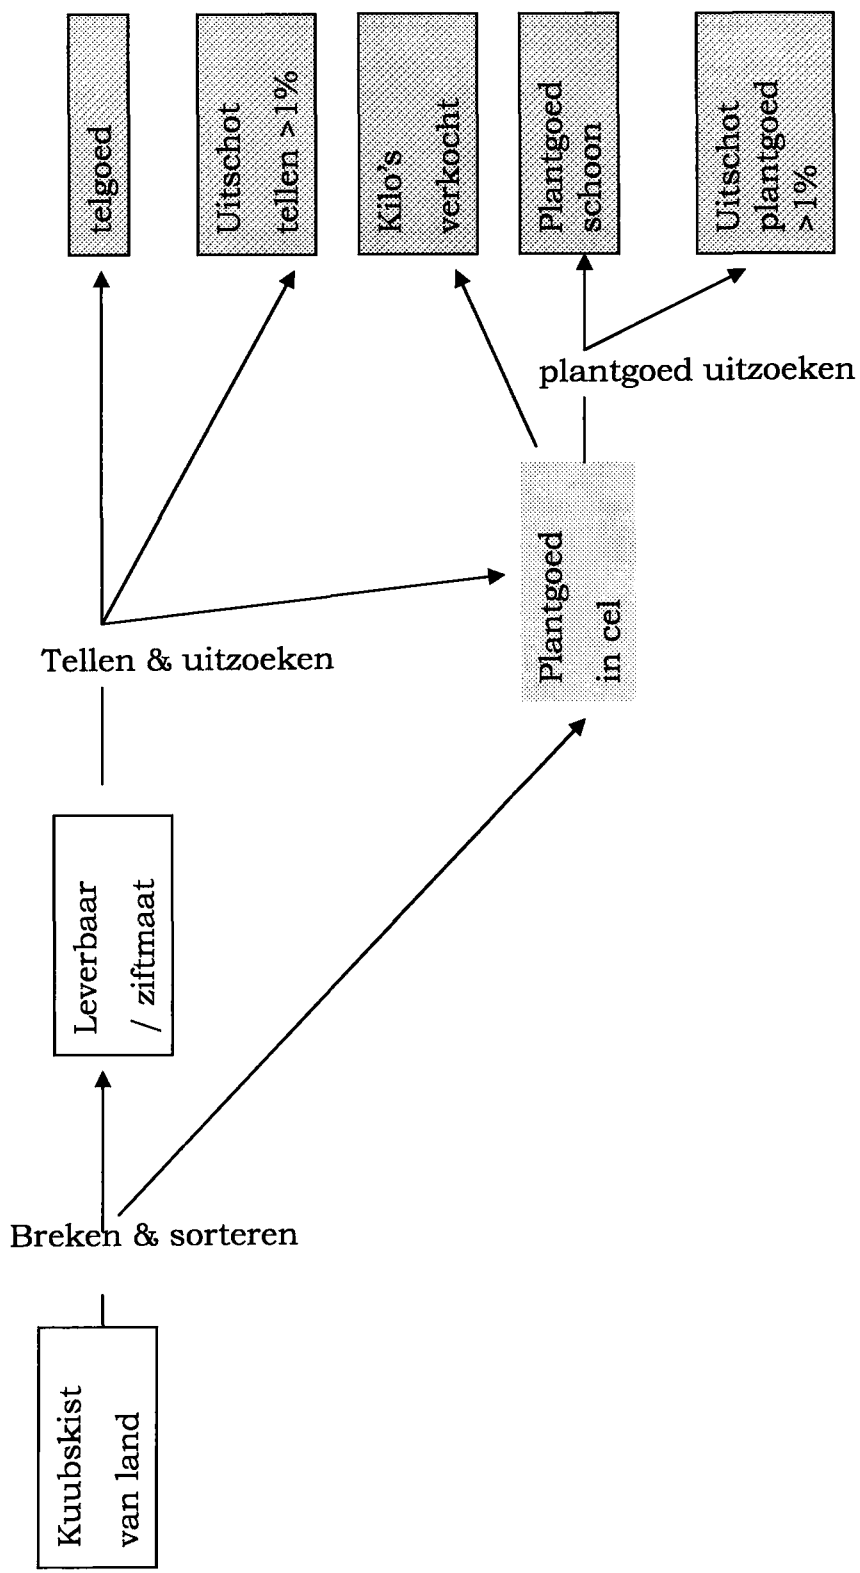 telgoed
Uitschot
tellen >1%
Kilo's
verkocht
Plantgoed
schoon
Uitschot
plantgoed
>1%
plantgoed uitzoeken
Plantgoed
in cel
Tellen & uitzoeken
Leverbaar
/ ziftmaat
Breken & sorteren
Kuubskist
van land